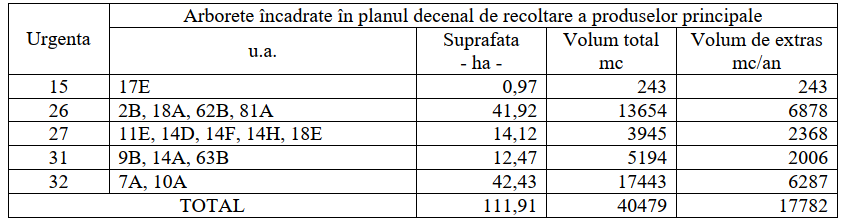 Urgenta Arborete încadrate în planul decenal de recoltare a produselor principale
u.a. Suprafata - ha - Volum total mc Volum de extras mc/an
15 17E 0,97 243 243
26 2B, 18A, 62B, 81A 41,92 13654 6878
27 11E, 14D, 14F, 14H, 18E 14,12 3945 2368
31 9B, 14A, 63B 12,47 5194 2006
32 7A, 10A 42,43 17443 6287
TOTAL 111,91 40479 17782